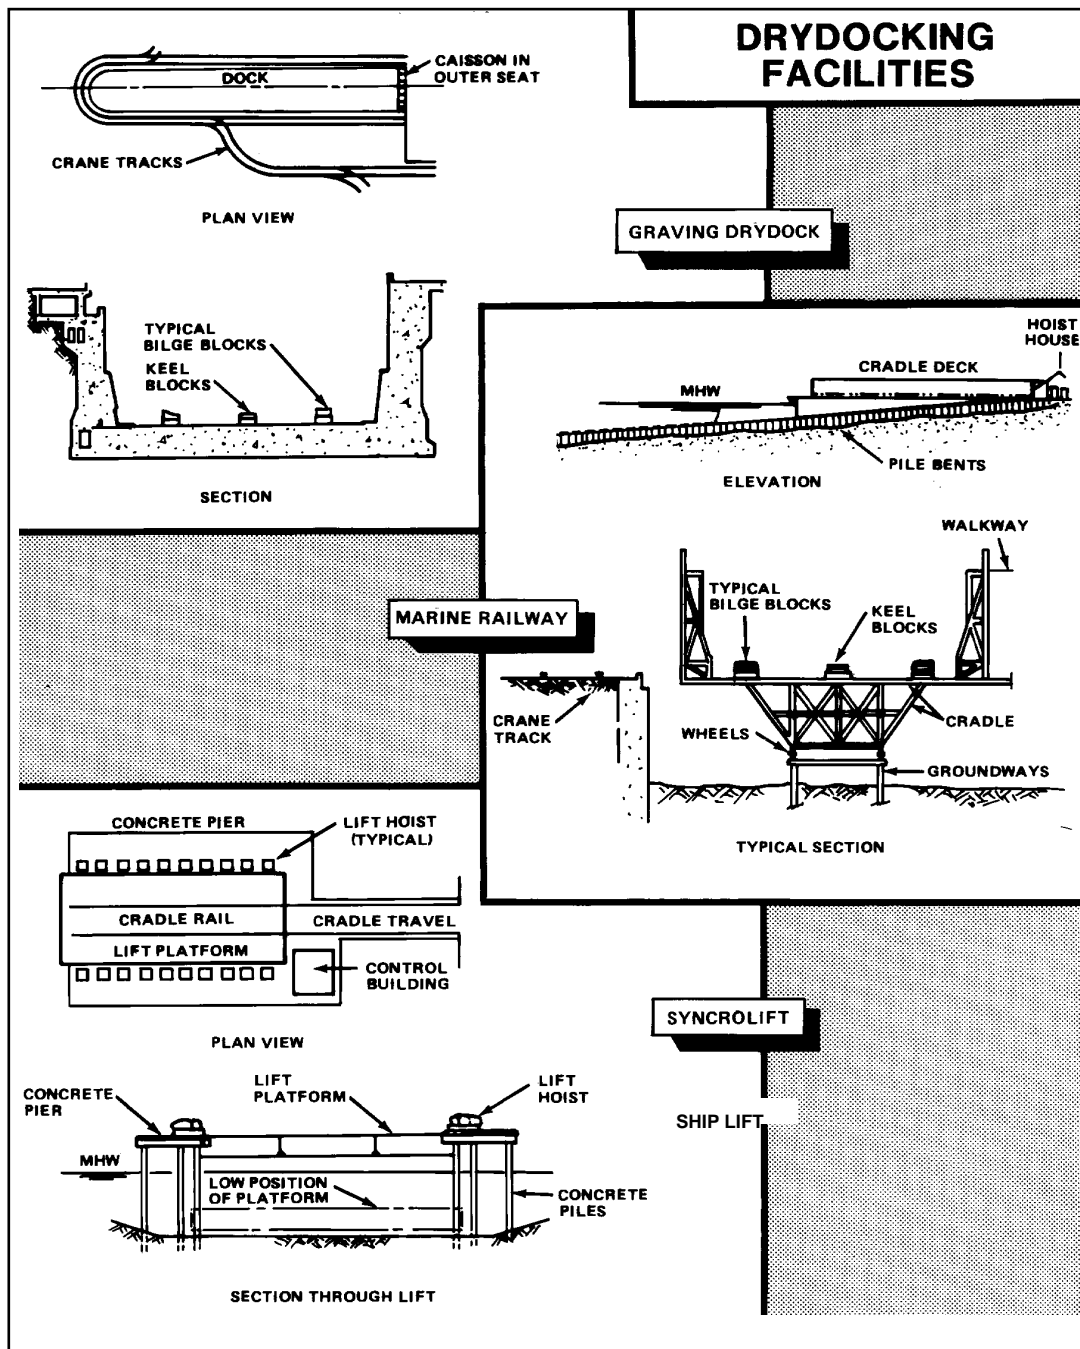 DRYDOCKING
FACILITIES
DOCK
CAISSON IN
OUTER SEAT
CRANE TRACKS
PLAN VIEW
GRAVING DRYDOCK
TYPICAL
BILGE BLOCKS
KEEL
BLOCKS
SECTION
HOIST
HOUSE
CRADLE DECK
MHW
PILE BENTS
ELEVATION
WALKWAY
TYPICAL
BILGE BLOCKS
KEEL
BLOCKS
MARINE RAILWAY
CRANE
TRACK
WHEELS
CRADLE
GROUNDWAYS
TYPICAL SECTION
CONCRETE PIER
LIFT HOIST
(TYPICAL)
CRADLE RAIL
CRADLE TRAVEL
LIFT PLATFORM
CONTROL
BUILDING
PLAN VIEW
SYNCROLIFT
CONCRETE
PIER
LIFT
PLATFORM
LIFT
HOIST
SHIP LIFT
MHW
LOW POSITION
OF PLATFORM
CONCRETE
PILES
SECTION THROUGH LIFT